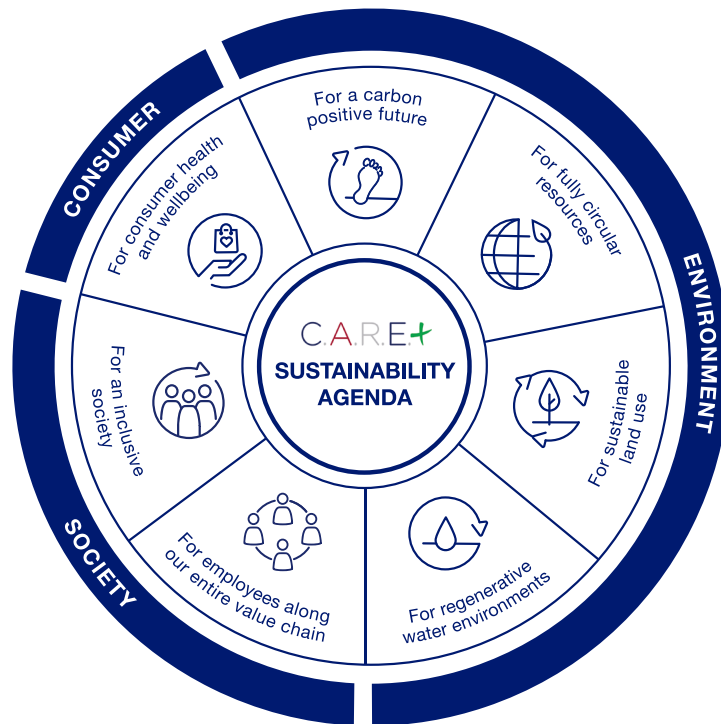 C.A.R.E.+
SUSTAINABILITY
AGENDA
ENVIRONMENT
For a carbon
positive future
For fully circular
resources
For sustainable
land use
For regenerative
water environments
SOCIETY
For employees along
our entire value chain
For an inclusive
society
CONSUMER
For consumer health
and wellbeing